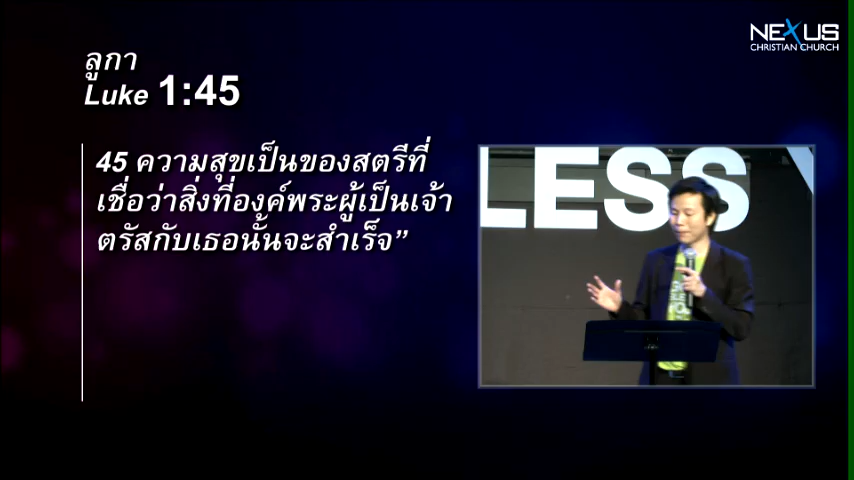 NEXUS
CHRISTIAN CHURCH
ลูกา
Luke 1:45
45 ความสุขเป็นของสตรีที่
เชื่อว่าสิ่งที่องค์พระผู้เป็นเจ้า
ตรัสกับเธอนั้นจะสำเร็จ”
LESS